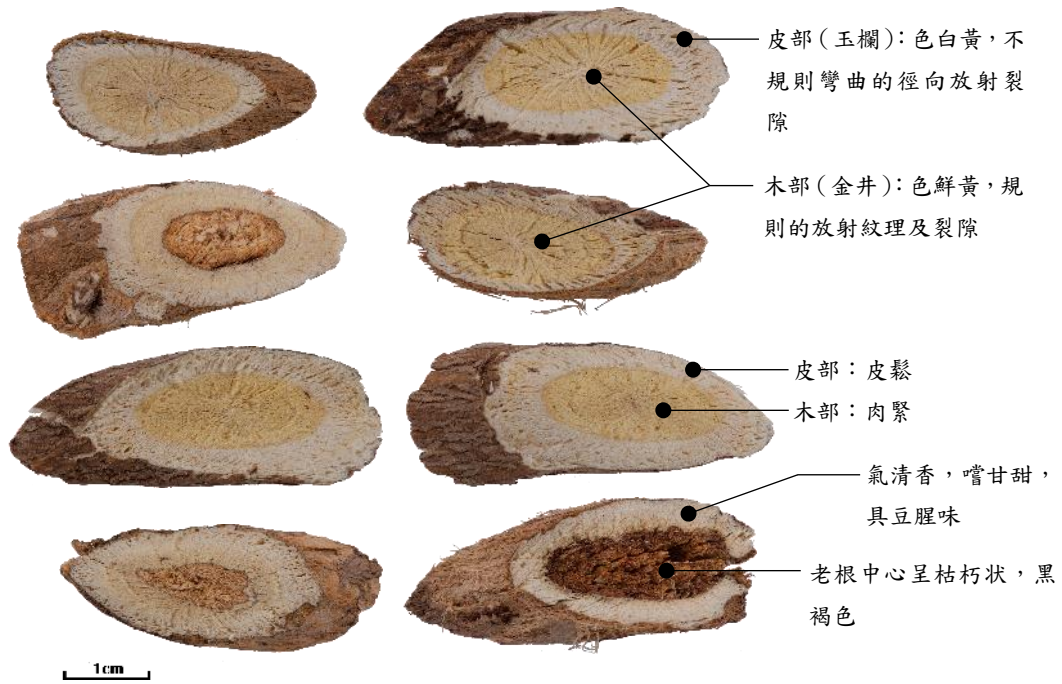 皮部（玉欄）：色白黃，不
規則彎曲的徑向放射裂
隙
木部（金井）：色鮮黃，規
則的放射紋理及裂隙
皮部：皮鬆
木部：肉緊
氣清香，嚐甘甜，
具豆腥味
老根中心呈枯朽状，黑
褐色
1cm